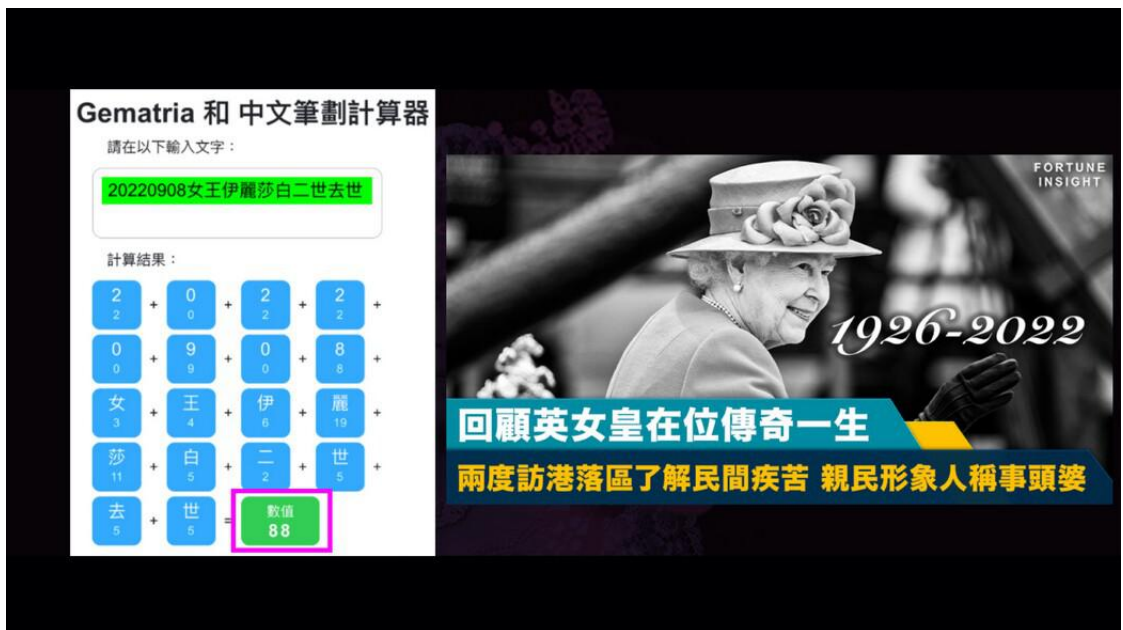 Gematria 和 中文筆劃計算器
請在以下輸入文字：
20220908女王伊麗莎白二世去世
計算結果：
2 + 0 + 2 + 2 +
2 0 2 2
0 + 9 + 0 + 8 +
0 9 0 8
女 + 王 + 伊 + 麗 +
3 4 6 19
莎 + 白 + 二 + 世 +
11 5 2 5
去 + 世 = 數值
5 5 88
FORTUNE
INSIGHT
1926-2022
回顧英女皇在位傳奇一生
兩度訪港落區了解民間疾苦 親民形象人稱事頭婆